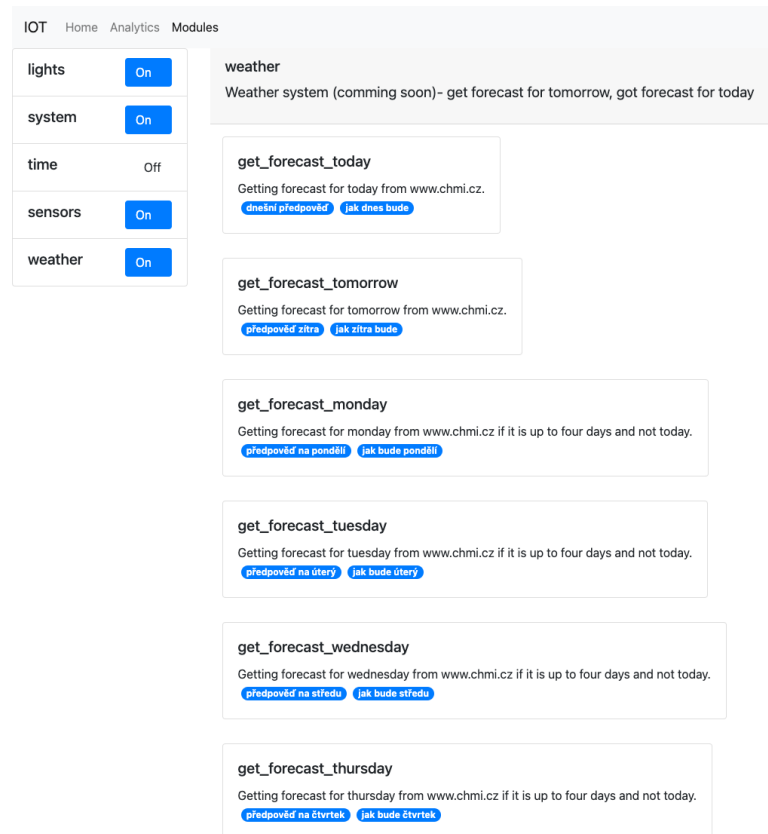 IOT Home Analytics Modules
lights On
system On
time Off
sensors On
weather On
weather
Weather system (comming soon)- get forecast for tomorrow, got forecast for today
get_forecast_today
Getting forecast for today from www.chmi.cz.
dnešní předpověď jak dnes bude
get_forecast_tomorrow
Getting forecast for tomorrow from www.chmi.cz.
předpověď zítra jak zítra bude
get_forecast_monday
Getting forecast for monday from www.chmi.cz if it is up to four days and not today.
předpověď na pondělí jak bude pondělí
get_forecast_tuesday
Getting forecast for tuesday from www.chmi.cz if it is up to four days and not today.
předpověď na úterý jak bude úterý
get_forecast_wednesday
Getting forecast for wednesday from www.chmi.cz if it is up to four days and not today.
předpověď na středu jak bude středu
get_forecast_thursday
Getting forecast for thursday from www.chmi.cz if it is up to four days and not today.
předpověď na čtvrtek jak bude čtvrtek